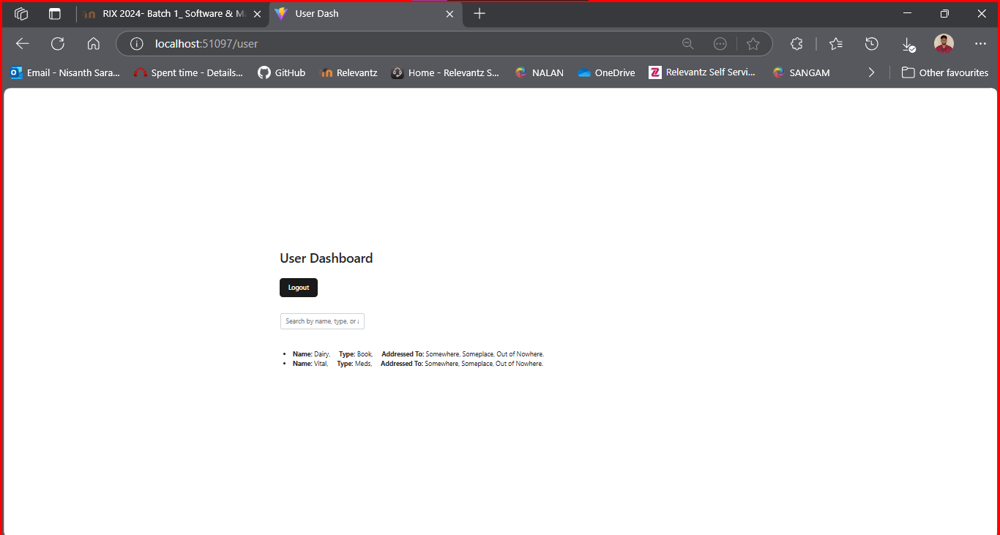 RIX 2024- Batch 1_ Software & Ma
User Dash
localhost:51097/user
Email - Nisanth Sara...
Spent time - Details...
GitHub
Relevantz
Home - Relevantz S...
NALAN
OneDrive
Relevantz Self Servi...
SANGAM
Other favourites
User Dashboard
Logout
Search by name, type, or a
Name: Dairy, Type: Book, Addressed To: Somewhere, Someplace, Out of Nowhere.
Name: Vital, Type: Meds, Addressed To: Somewhere, Someplace, Out of Nowhere.